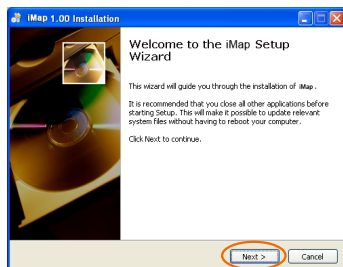 iMap 1.00 Installation
Welcome to the iMap Setup
Wizard
This wizard will guide you through the installation of iMap.
It is recommended that you close all other applications before
starting Setup. This will make it possible to update relevant
system files without having to reboot your computer.
Click Next to continue.
Next > Cancel